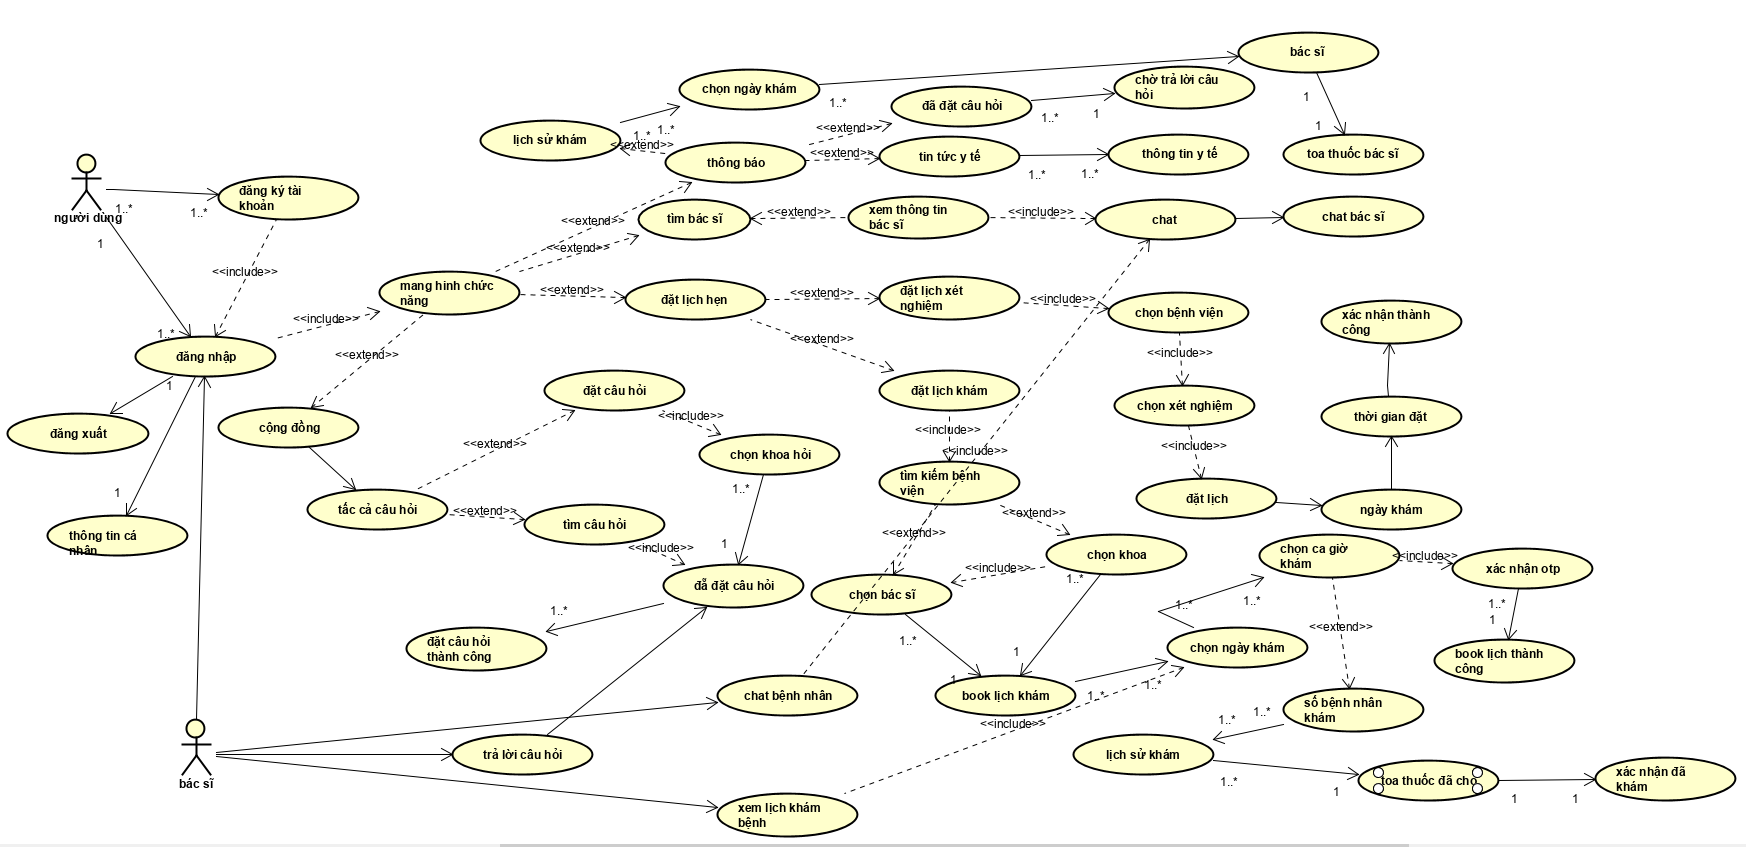 bác sĩ
chọn ngày khám
1..*
đã đặt câu hỏi
chờ trả lời câu
hỏi
1..*
1
1
1
lịch sử khám
1..*
1..*
<<extend>>
<<extend>>
thông báo
<<extend>>
tin tức y tế
1..*
1..*
thông tin y tế
toa thuốc bác sĩ
người dùng
1..*
1..*
đăng ký tài
khoản
1
<<include>>
<<extend>>
tìm bác sĩ
<<extend>>
<<extend>>
xem thông tin
bác sĩ
<<include>>
chat
chat bác sĩ
mang hinh chức
năng
<<extend>>
đặt lịch hẹn
<<extend>>
đặt lịch xét
nghiệm
<<include>>
chọn bệnh viện
xác nhận thành
công
<<include>>
1..*
đăng nhập
<<extend>>
<<extend>>
<<include>>
1
đặt câu hỏi
đặt lịch khám
chọn xét nghiệm
thời gian đặt
đăng xuất
cộng đồng
<<include>>
<<include>>
<<extend>>
<<include>>
chọn khoa hỏi
<<include>>
tìm kiếm bệnh
viện
1
1..*
đặt lịch
ngày khám
tấc cả câu hỏi
<<extend>>
tìm câu hỏi
<<extend>>
<<extend>>
thông tin cá
nhân
<<include>>
1
chọn khoa
chọn ca giờ
khám
<<include>>
xác nhận otp
1
<<include>>
1..*
đẫ đặt câu hỏi
chọn bác sĩ
1..*
1..*
1..*
1
1..*
đặt câu hỏi
thành công
1..*
1
<<extend>>
chọn ngày khám
book lịch thành
công
1
chat bệnh nhân
book lịch khám
1..*
1..*
<<include>>
số bệnh nhân
khám
1..*
1..*
trả lời câu hỏi
lịch sử khám
bác sĩ
1..*
1
toa thuốc đã cho
1
1
xác nhận đã
khám
xem lịch khám
bệnh